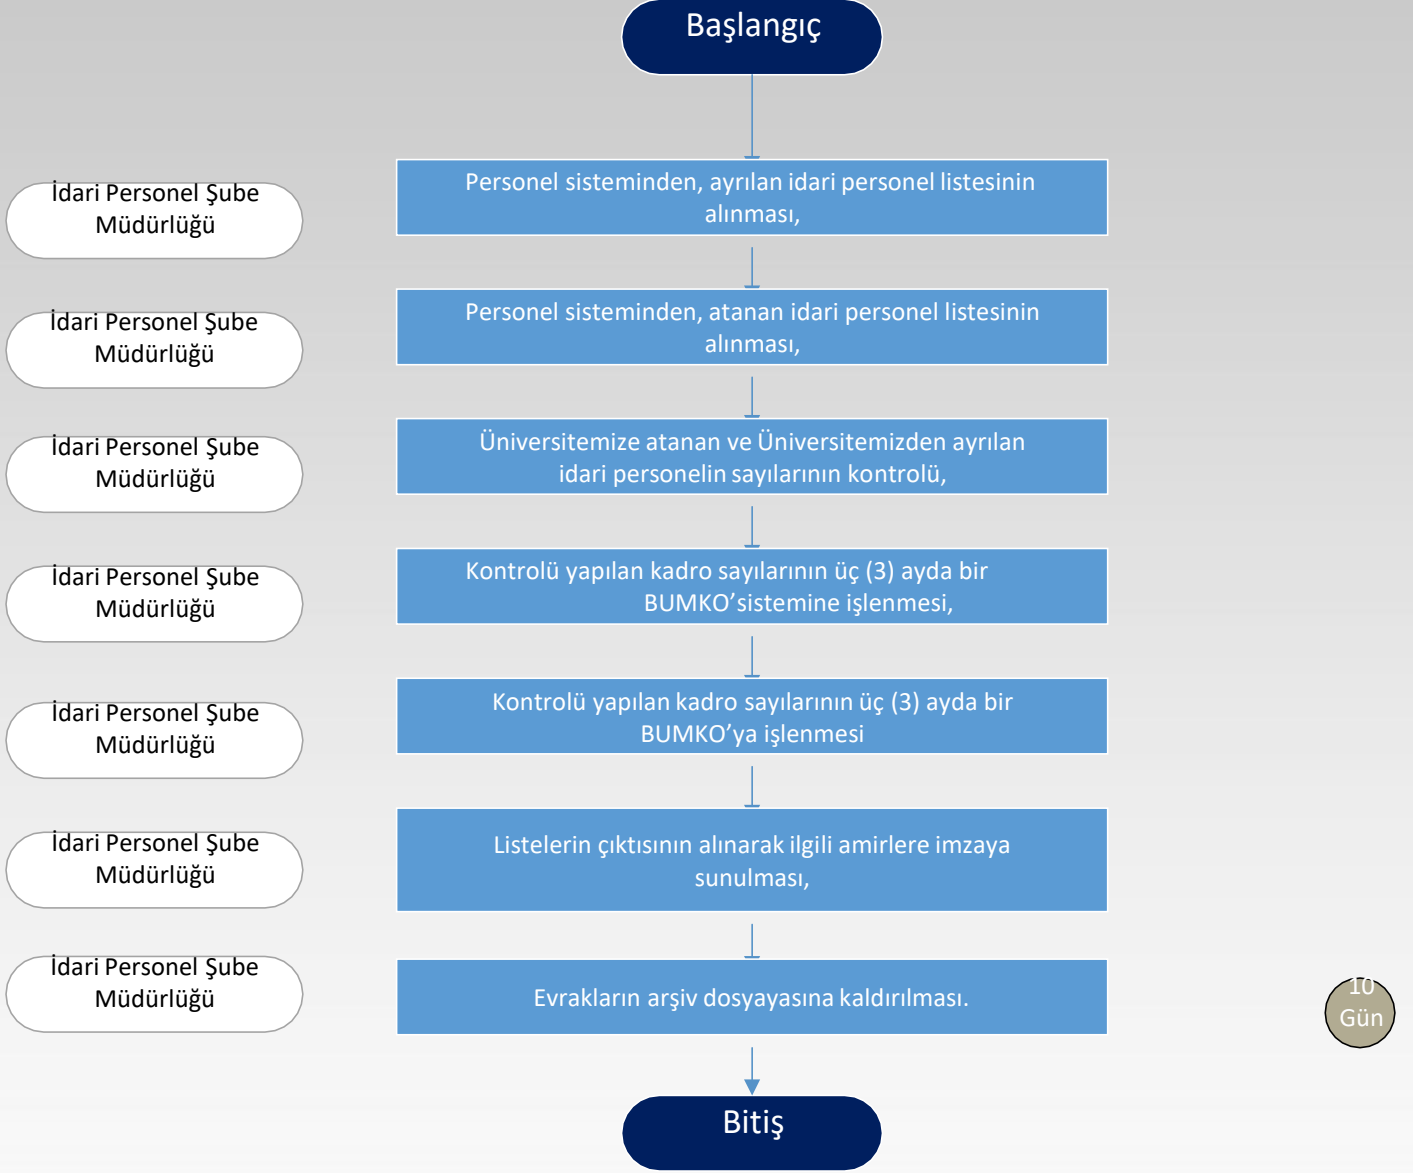 Başlangıç
İdari Personel Şube
Müdürlüğü
Personel sisteminden, ayrılan idari personel listesinin
alınması,
İdari Personel Şube
Müdürlüğü
Personel sisteminden, atanan idari personel listesinin
alınması,
İdari Personel Şube
Müdürlüğü
Üniversitemize atanan ve Üniversitemizden ayrılan
idari personelin sayılarının kontrolü,
İdari Personel Şube
Müdürlüğü
Kontrolü yapılan kadro sayılarının üç (3) ayda bir
BUMKO’sistemine işlenmesi,
İdari Personel Şube
Müdürlüğü
Kontrolü yapılan kadro sayılarının üç (3) ayda bir
BUMKO’ya işlenmesi
İdari Personel Şube
Müdürlüğü
Listelerin çıktısının alınarak ilgili amirlere imzaya
sunulması,
İdari Personel Şube
Müdürlüğü
Evrakların arşiv dosyayasına kaldırılması.
10
Gün
Bitiş